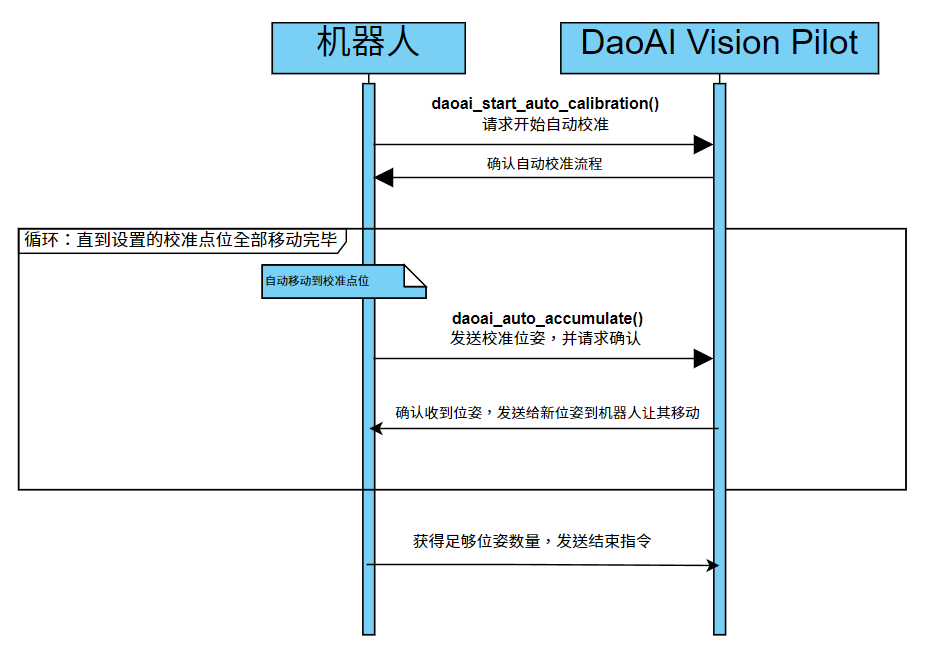 机器人
DaoAI Vision Pilot
daoai_start_auto_calibration()
请求开始自动校准
确认自动校准流程
循环：直到设置的校准点位全部移动完毕
自动移动到校准点位
daoai_auto_accumulate()
发送校准位姿，并请求确认
确认收到位姿，发送给新位姿到机器人让其移动
获得足够位姿数量，发送结束指令